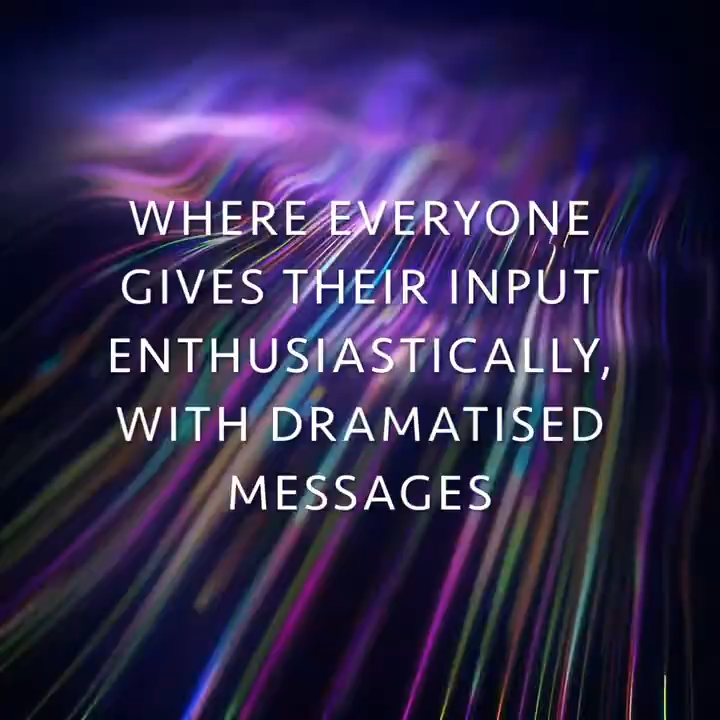 WHERE EVERYONE
GIVES THEIR INPUT
ENTHUSIASTICALLY,
WITH DRAMATISED
MESSAGES